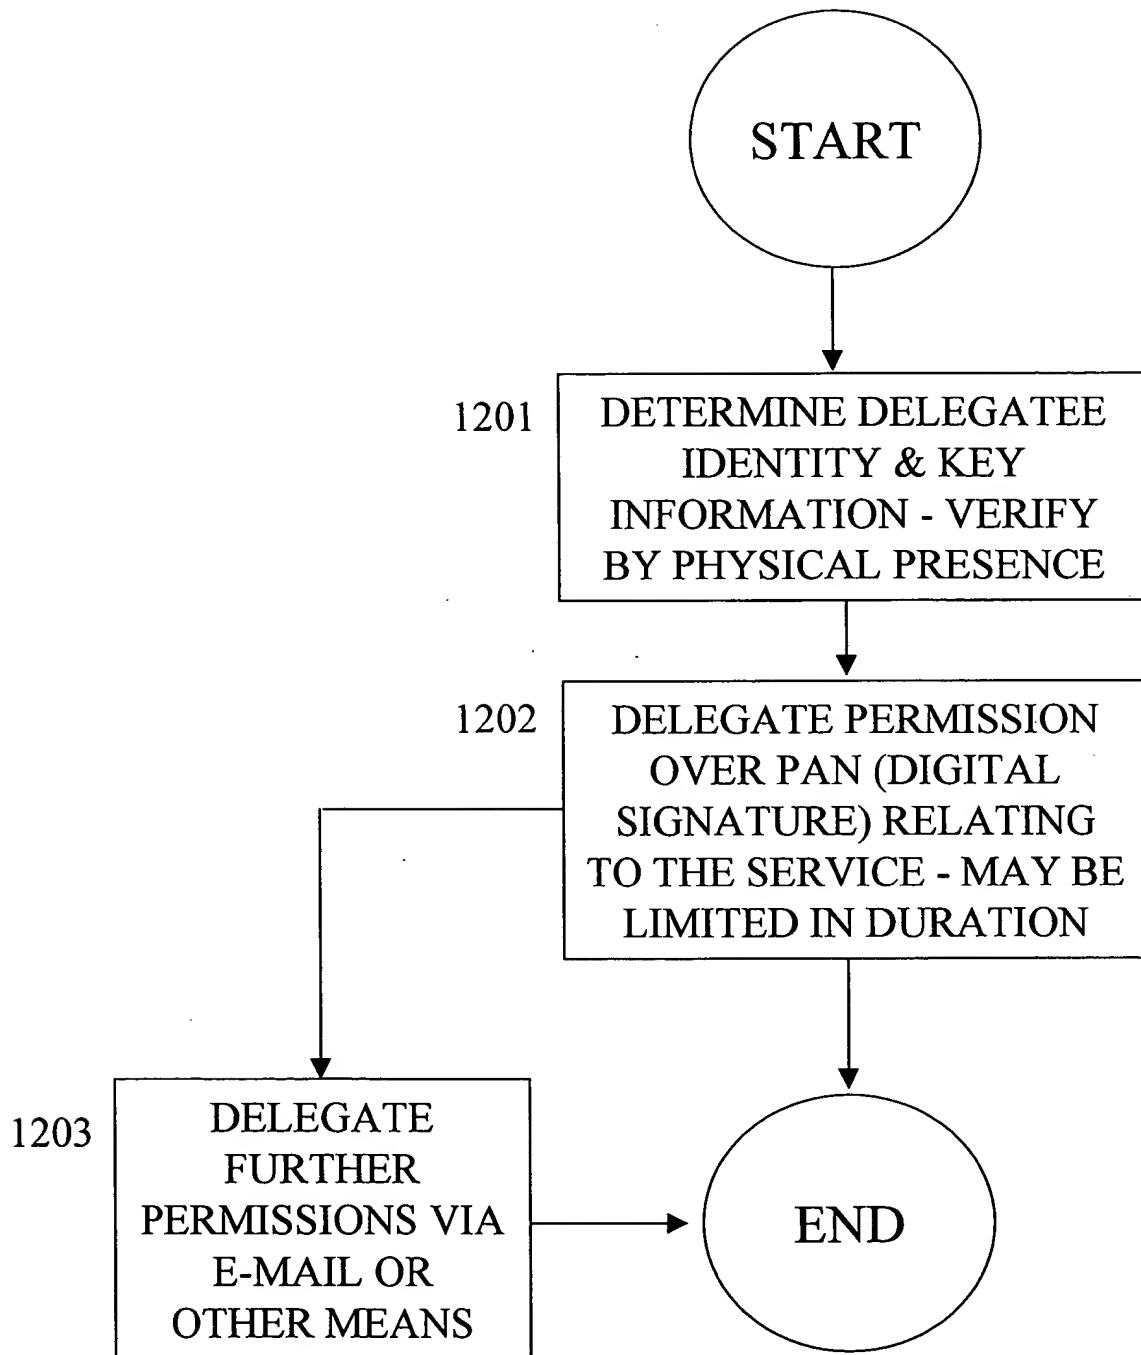 START
1201
DETERMINE DELEGATEE
IDENTITY & KEY
INFORMATION - VERIFY
BY PHYSICAL PRESENCE
1202
DELEGATE PERMISSION
OVER PAN (DIGITAL
SIGNATURE) RELATING
TO THE SERVICE - MAY BE
LIMITED IN DURATION
1203
DELEGATE
FURTHER
PERMISSIONS VIA
E-MAIL OR
OTHER MEANS
END